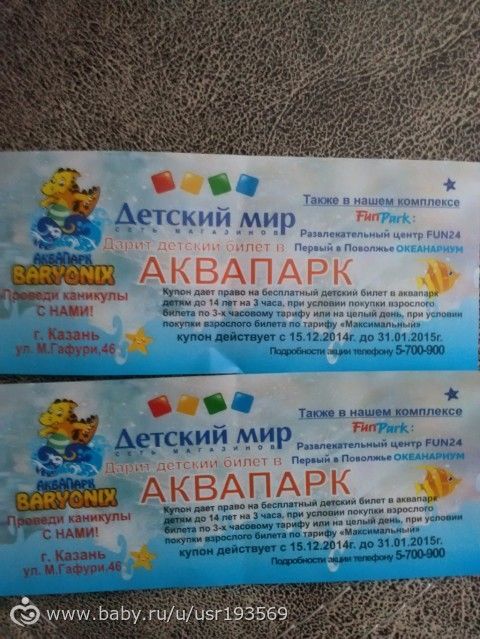 Детский мир
СЕТЬ МАГАЗИНОВ
Дарит детский билет в
АКВАПАРК
АКВАПАРК
BARYONIX
Проведи каникулы
С НАМИ!
г. Казань
ул. М.Гафури,46
Также в нашем комплексе
FunPark:
Развлекательный центр FUN24
Первый в Поволжье ОКЕАНАРИУМ
Купон дает право на бесплатный детский билет в аквапарк
детям до 14 лет на 3 часа, при условии покупки взрослого
билета по 3-х часовому тарифу или на целый день, при условии
покупки взрослого билета по тарифу «Максимальный»
купон действует с 15.12.2014г. до 31.01.2015г.
Подробности акции телефону 5-700-900
Детский мир
СЕТЬ МАГАЗИНОВ
Дарит детский билет в
АКВАПАРК
АКВАПАРК
BARYONIX
Проведи каникулы
С НАМИ!
г. Казань
ул. М.Гафури,46
Также в нашем комплексе
FunPark:
Развлекательный центр FUN24
Первый в Поволжье ОКЕАНАРИУМ
Купон дает право на бесплатный детский билет в аквапарк
детям до 14 лет на 3 часа, при условии покупки взрослого
билета по 3-х часовому тарифу или на целый день, при условии
покупки взрослого билета по тарифу «Максимальный»
купон действует с 15.12.2014г. до 31.01.2015г.
Подробности акции телефону 5-700-900
www.baby.ru/u/usr193569